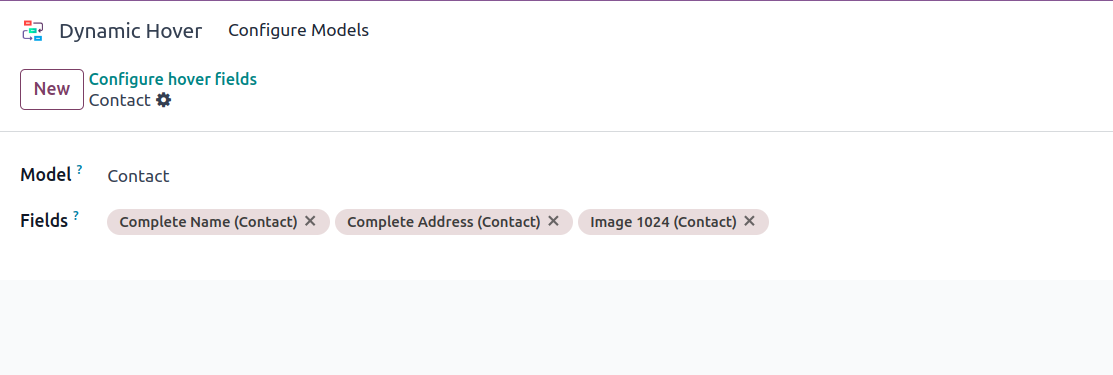 Dynamic Hover Configure Models
New
Configure hover fields
Contact
Model ? Contact
Fields ? Complete Name (Contact) × Complete Address (Contact) × Image 1024 (Contact) ×